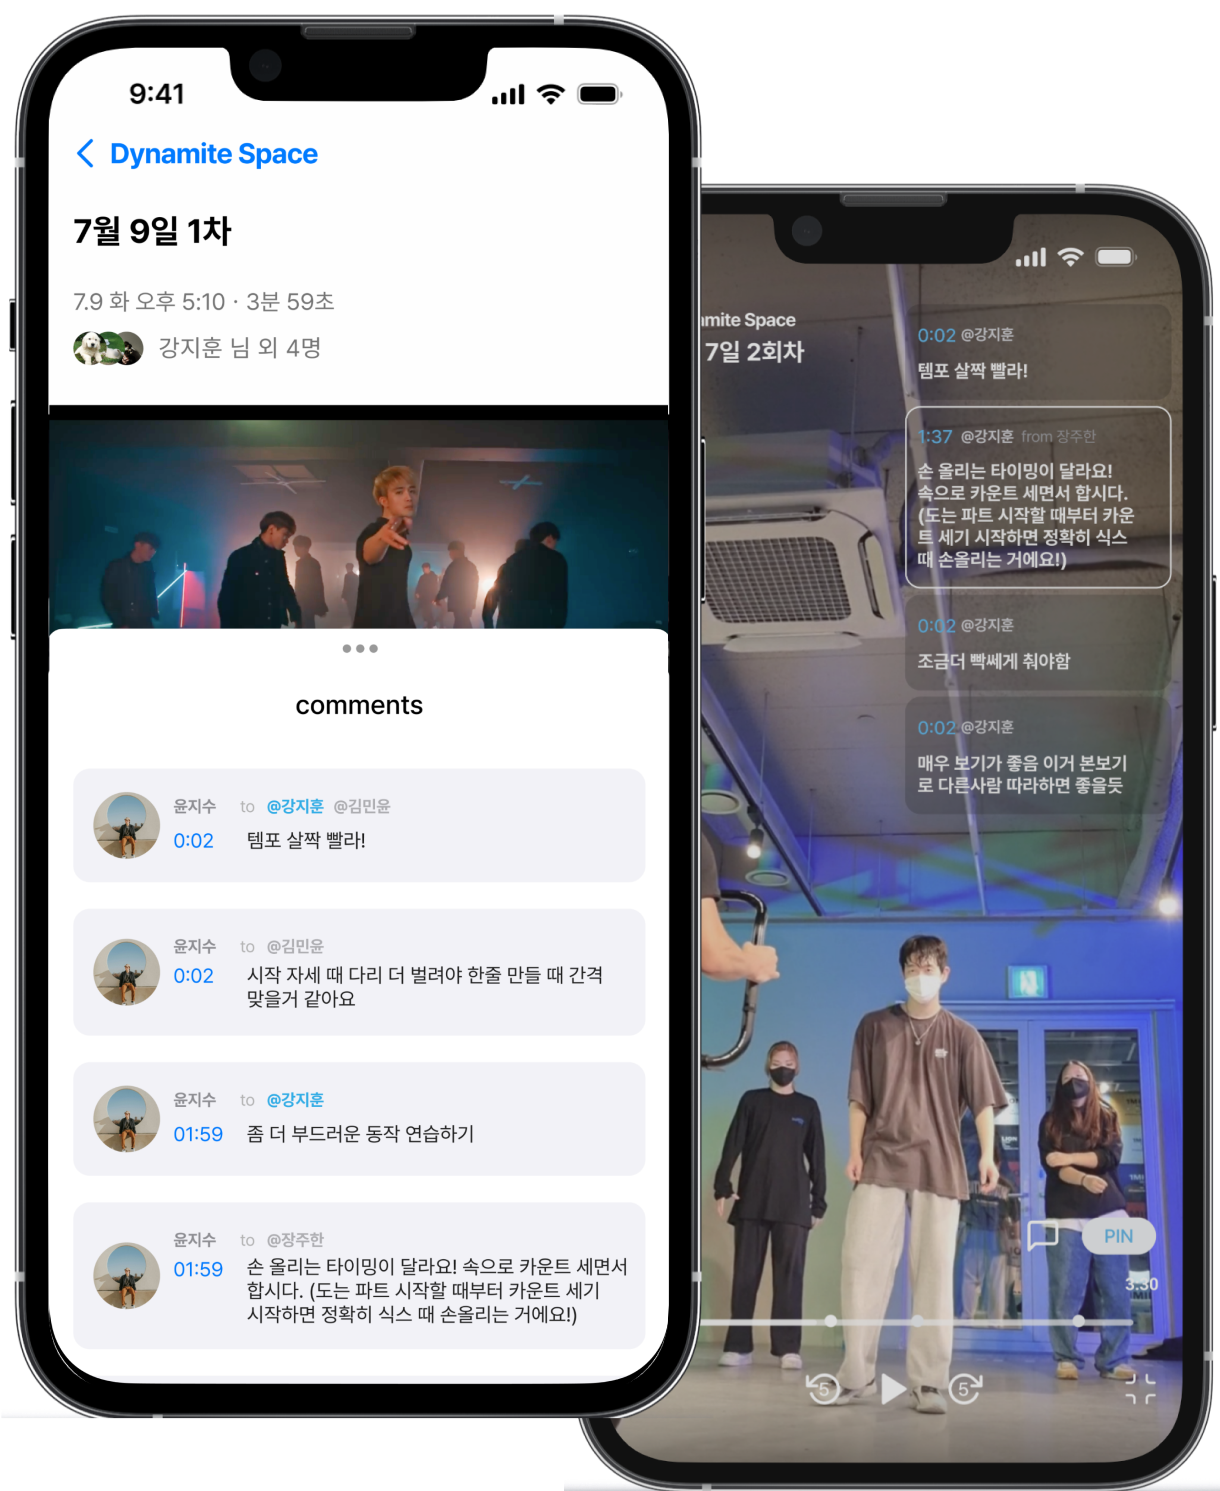 9:41
Dynamite Space
7월 9일 1차
7.9 화 오후 5:10 · 3분 59초
강지훈 님 외 4명
comments
윤지수 to @강지훈 @김민윤
0:02 템포 살짝 빨라!
윤지수 to @김민윤
0:02 시작 자세 때 다리 더 벌려야 한줄 만들 때 간격
맞을거 같아요
윤지수 to @강지훈
01:59 좀 더 부드러운 동작 연습하기
윤지수 to @장주한
01:59 손 올리는 타이밍이 달라요! 속으로 카운트 세면서
합시다. (도는 파트 시작할 때부터 카운트 세기
시작하면 정확히 식스 때 손올리는 거에요!)
amite Space
7일 2회차
0:02 @강지훈
템포 살짝 빨라!
1:37 @강지훈 from 장주한
손 올리는 타이밍이 달라요!
속으로 카운트 세면서 합시다.
(도는 파트 시작할 때부터 카운
트 세기 시작하면 정확히 식스
때 손올리는 거에요!)
0:02 @강지훈
조금더 빡쎄게 춰야함
0:02 @강지훈
매우 보기가 좋음 이거 본보기
로 다른사람 따라하면 좋을듯
PIN
3:30
5
5